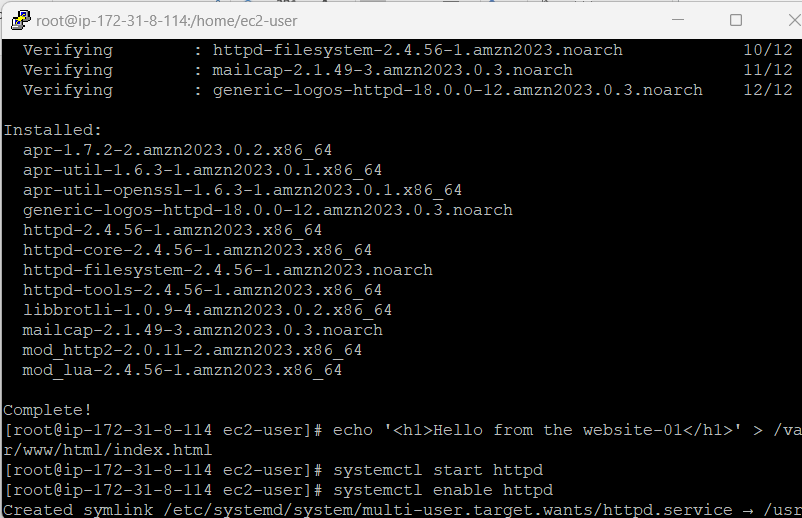 root@ip-172-31-8-114:/home/ec2-user
Verifying : httpd-filesystem-2.4.56-1.amzn2023.noarch 10/12
Verifying : mailcap-2.1.49-3.amzn2023.0.3.noarch 11/12
Verifying : generic-logos-httpd-18.0.0-12.amzn2023.0.3.noarch 12/12
Installed:
apr-1.7.2-2.amzn2023.0.2.x86_64
apr-util-1.6.3-1.amzn2023.0.1.x86_64
apr-util-openssl-1.6.3-1.amzn2023.0.1.x86_64
generic-logos-httpd-18.0.0-12.amzn2023.0.3.noarch
httpd-2.4.56-1.amzn2023.x86_64
httpd-core-2.4.56-1.amzn2023.x86_64
httpd-filesystem-2.4.56-1.amzn2023.noarch
httpd-tools-2.4.56-1.amzn2023.x86_64
libbrotli-1.0.9-4.amzn2023.0.2.x86_64
mailcap-2.1.49-3.amzn2023.0.3.noarch
mod_http2-2.0.11-2.amzn2023.x86_64
mod_lua-2.4.56-1.amzn2023.x86_64
Complete!
[root@ip-172-31-8-114 ec2-user]# echo '<h1>Hello from the website-01</h1>' > /va
r/www/html/index.html
[root@ip-172-31-8-114 ec2-user]# systemctl start httpd
[root@ip-172-31-8-114 ec2-user]# systemctl enable httpd
Created symlink /etc/systemd/system/multi-user.target.wants/httpd.service → /usr